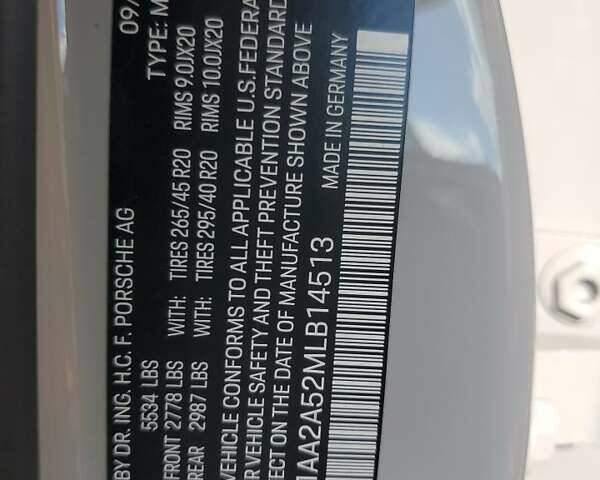 09/
BY DR. ING. H.C. F. PORSCHE AG
5534 LBS TYPE: M
FRONT 2778 LBS WITH: TIRES 265/45 R20 RIMS 9.0JX20
REAR 2987 LBS WITH: TIRES 295/40 R20 RIMS 10.0JX20
VEHICLE CONFORMS TO ALL APPLICABLE U.S. FEDERA
R VEHICLE SAFETY AND THEFT PREVENTION STANDARD
ON THE DATE OF MANUFACTURE SHOWN ABOVE
1AA2A52MLB14513 MADE IN GERMANY